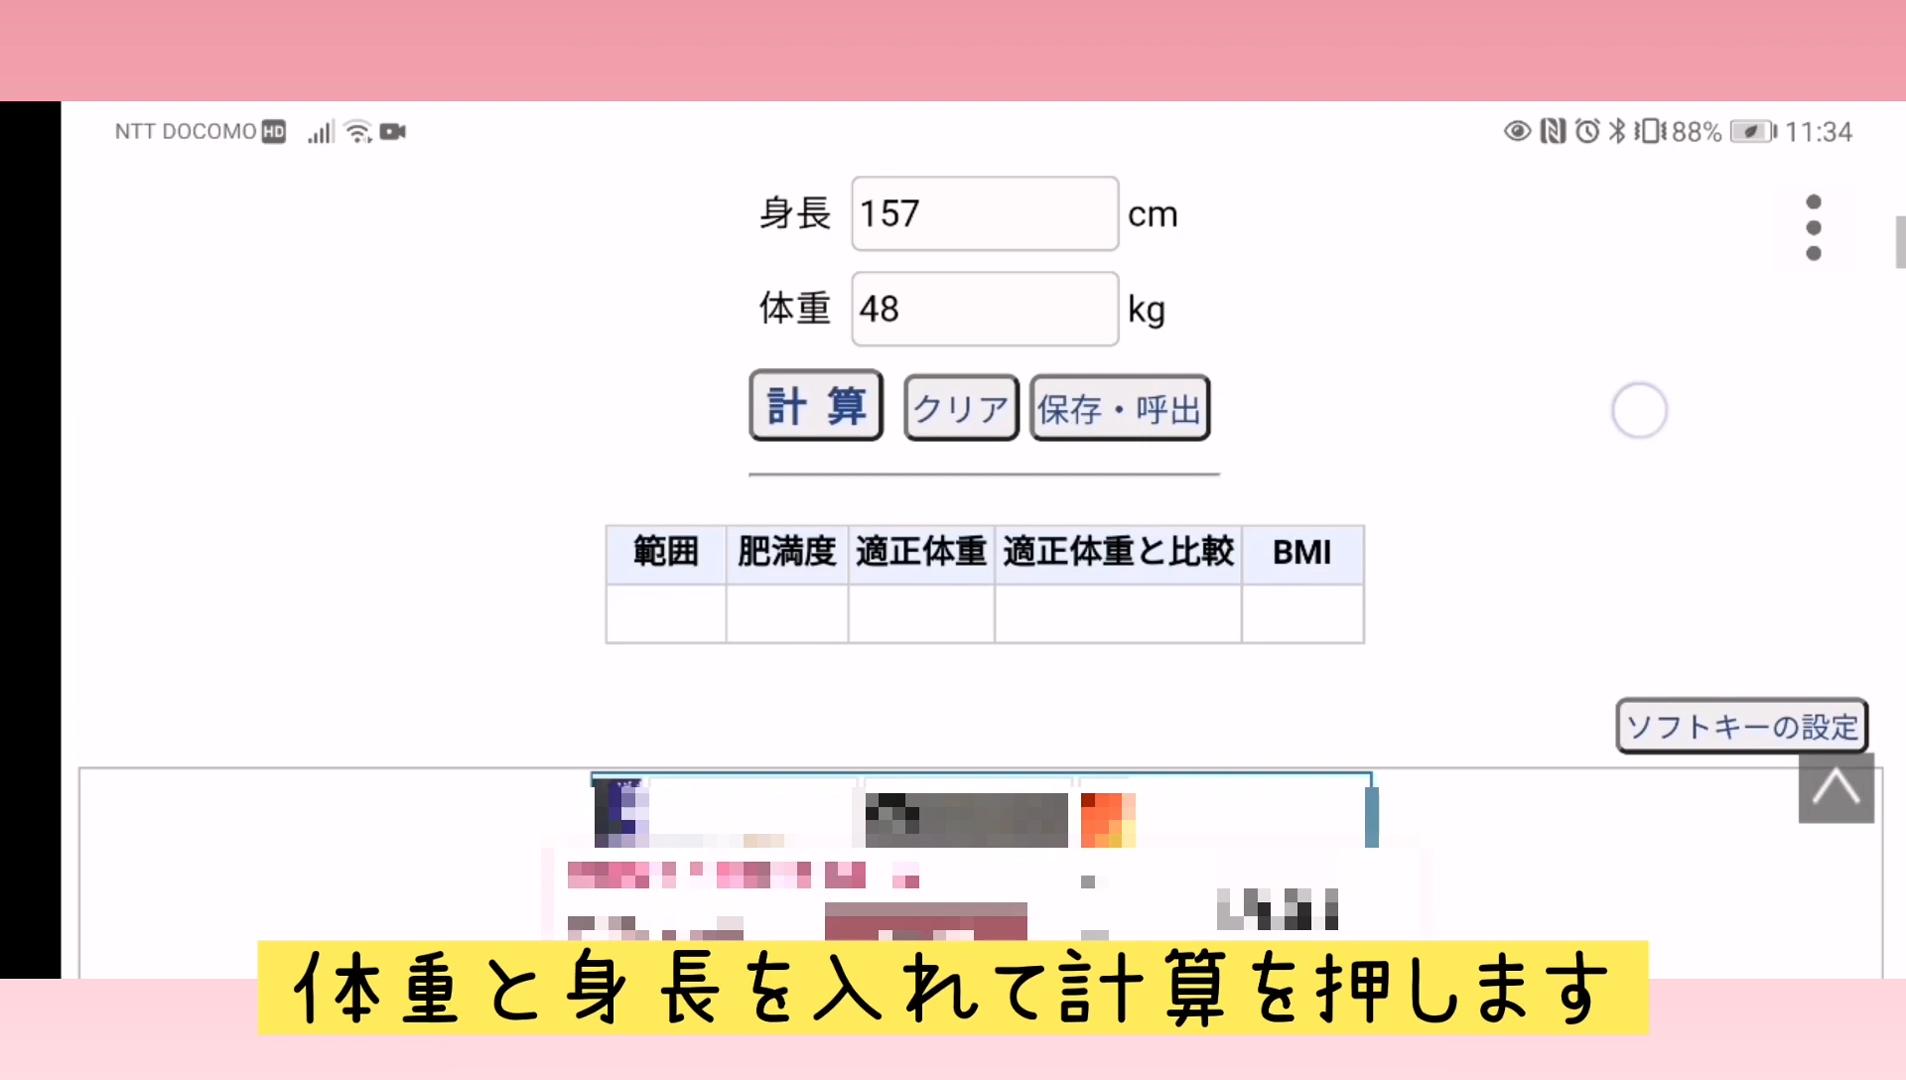 NTT DOCOMO HD 88% 11:34
身長 157 cm
体重 48 kg
計 算 クリア 保存・呼出
範囲 肥満度 適正体重 適正体重と比較 BMI
ソフトキーの設定
体重と身長を入れて計算を押します